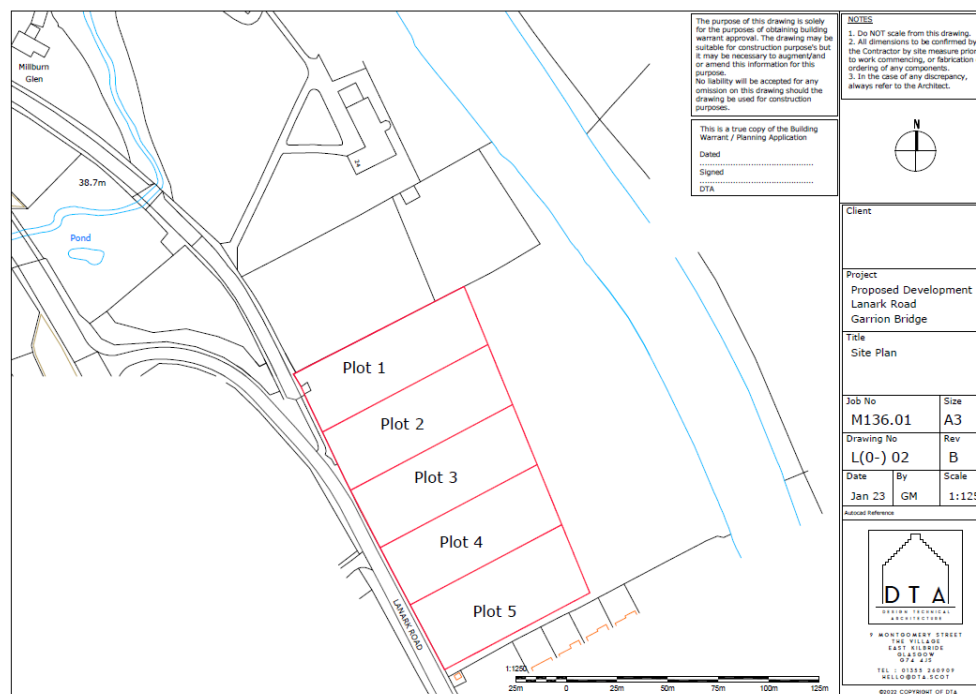 The purpose of this drawing is solely
for the purposes of obtaining building
warrant approval. The drawing may be
suitable for construction purpose's but
it may be necessary to augment/and
or amend this information for this
purpose.
No liability will be accepted for any
omission on this drawing should the
drawing be used for construction
purposes.
This is a true copy of the Building
Warrant / Planning Application
Dated
Signed
DTA
NOTES
1. Do NOT scale from this drawing.
2. All dimensions to be confirmed by
the Contractor by site measure prior
to work commencing, or fabrication
ordering of any components.
3. In the case of any discrepancy,
always refer to the Architect.
N
Millburn
Glen
38.7m
Pond
24
Plot 1
Plot 2
Plot 3
Plot 4
Plot 5
LANARK ROAD
1:1250
25m 0 25m 50m 75m 100m 125m
Client
Project
Proposed Development
Lanark Road
Garrion Bridge
Title
Site Plan
Job No Size
M136.01 A3
Drawing No Rev
L(0-) 02 B
Date By Scale
Jan 23 GM 1:125
Autocad Reference
DTA
DESIGN TECHNICAL
ARCHITECTURE
9 MONTGOMERY STREET
THE VILLAGE
EAST KILBRIDE
GLASGOW
G74 4JS
TEL : 01355 260909
HELLO@DTA.SCOT
©2022 COPYRIGHT OF DTA